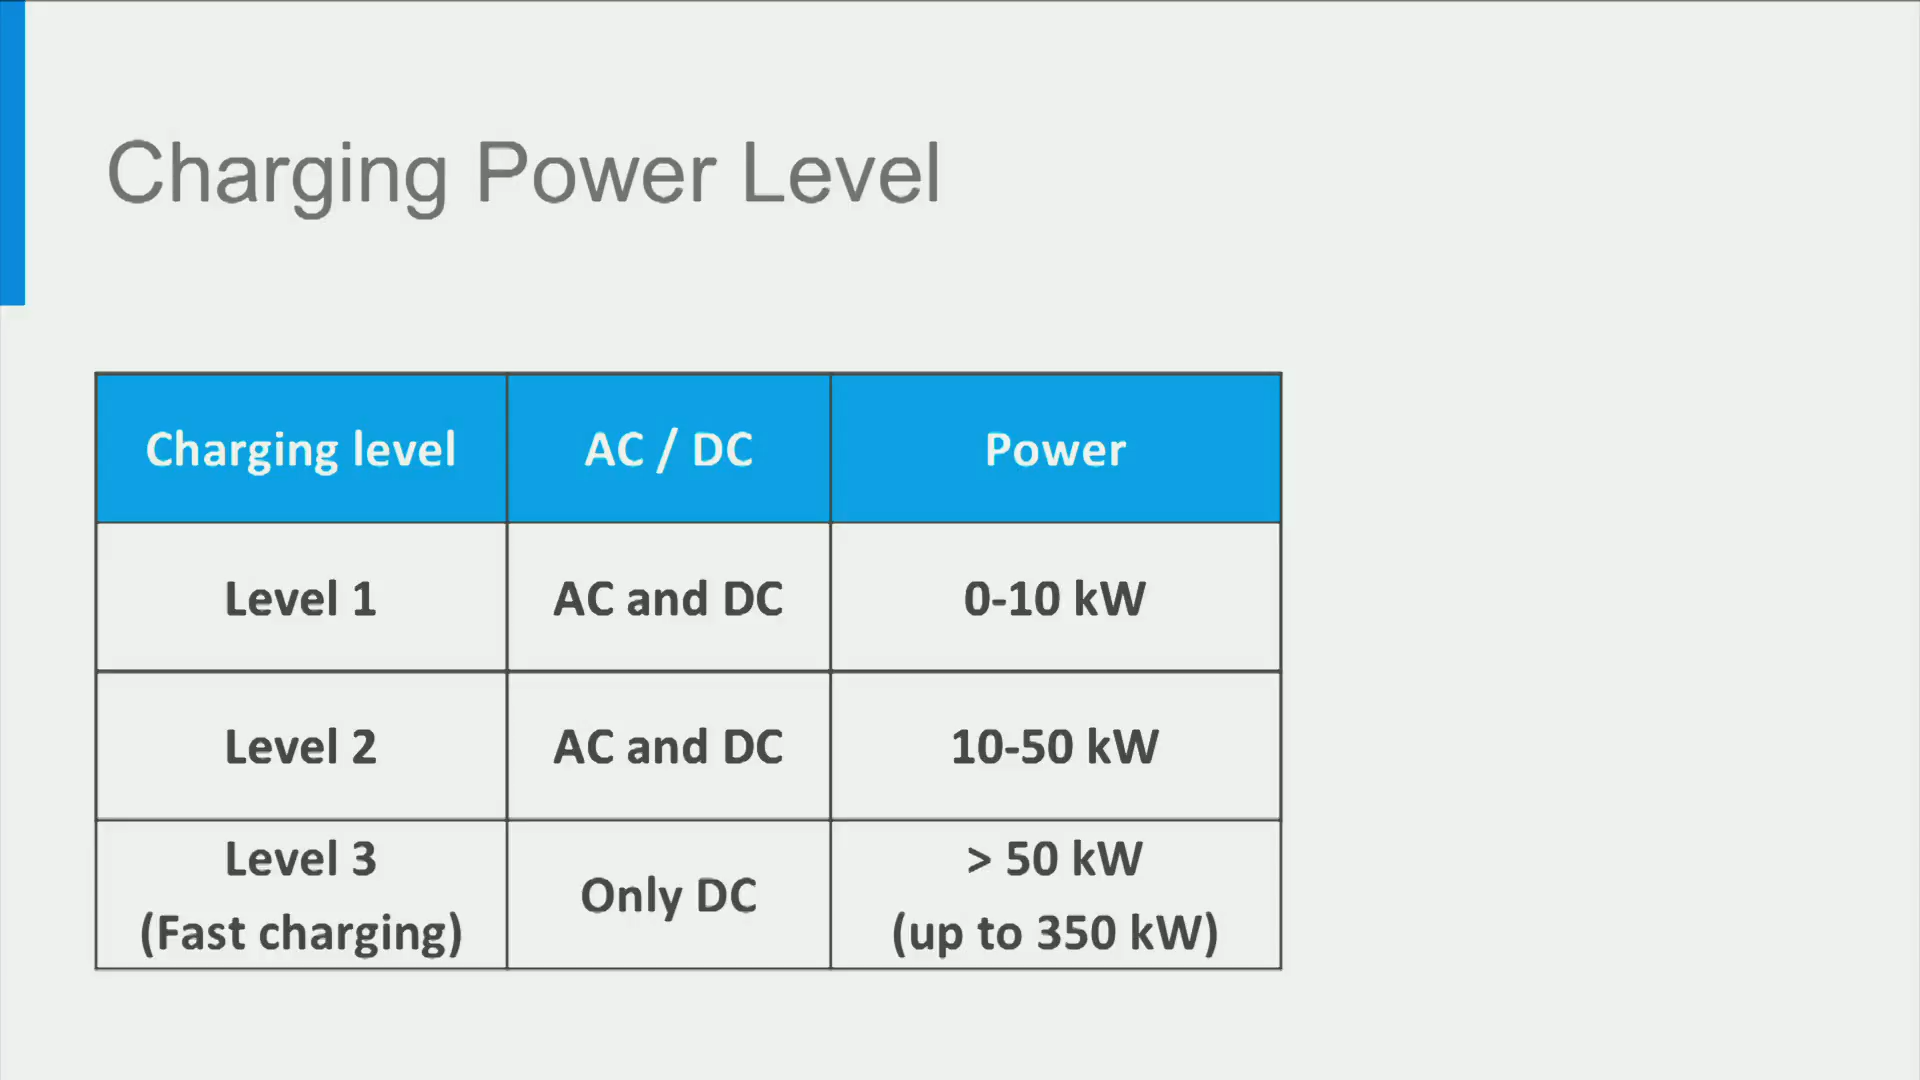 Charging Power Level
Charging level AC / DC Power
Level 1 AC and DC 0-10 kW
Level 2 AC and DC 10-50 kW
Level 3
(Fast charging)
Only DC
> 50 kW
(up to 350 kW)